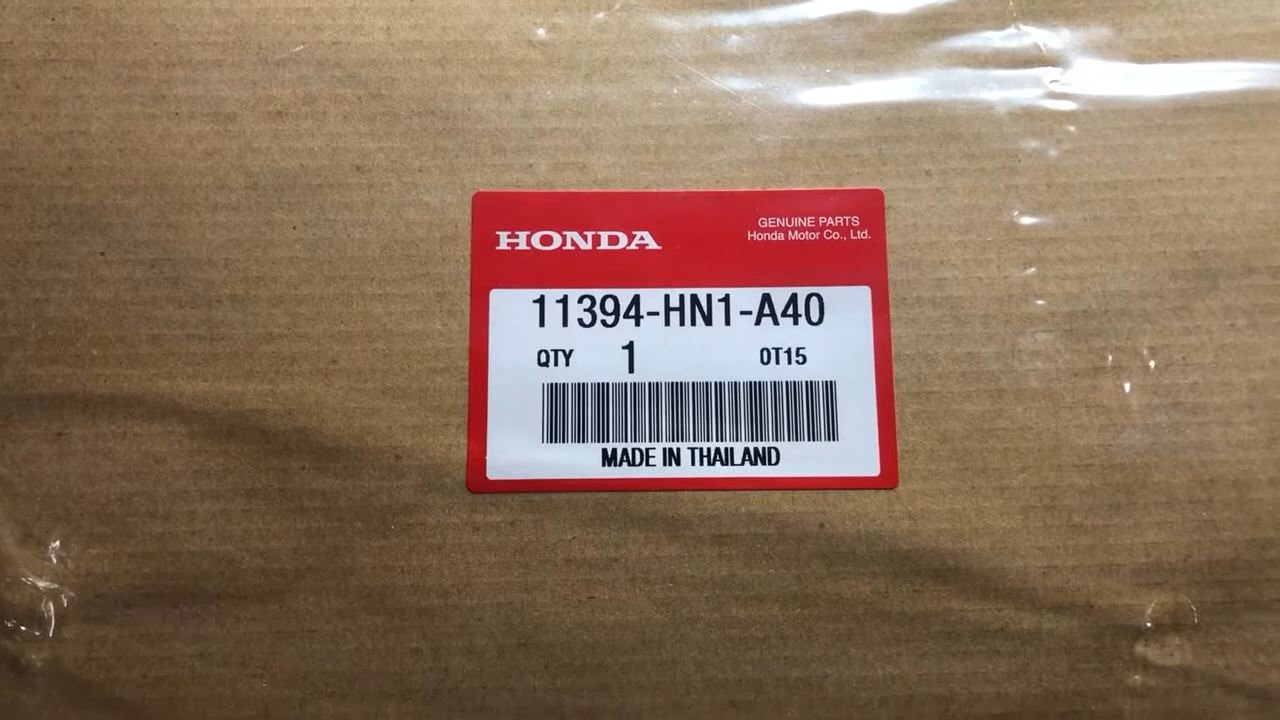 HONDA
GENUINE PARTS
Honda Motor Co., Ltd.
11394-HN1-A40
QTY 1 0T15
MADE IN THAILAND